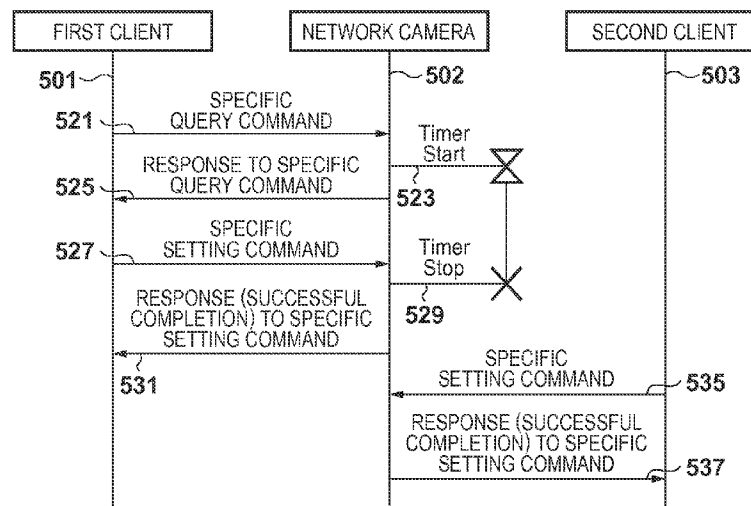 FIRST CLIENT
NETWORK CAMERA
SECOND CLIENT
501
502
503
SPECIFIC
QUERY COMMAND
521
Timer
Start
523
RESPONSE TO SPECIFIC
QUERY COMMAND
525
SPECIFIC
SETTING COMMAND
527
Timer
Stop
529
RESPONSE (SUCCESSFUL
COMPLETION) TO SPECIFIC
SETTING COMMAND
531
SPECIFIC
SETTING COMMAND
535
RESPONSE (SUCCESSFUL
COMPLETION) TO SPECIFIC
SETTING COMMAND
537